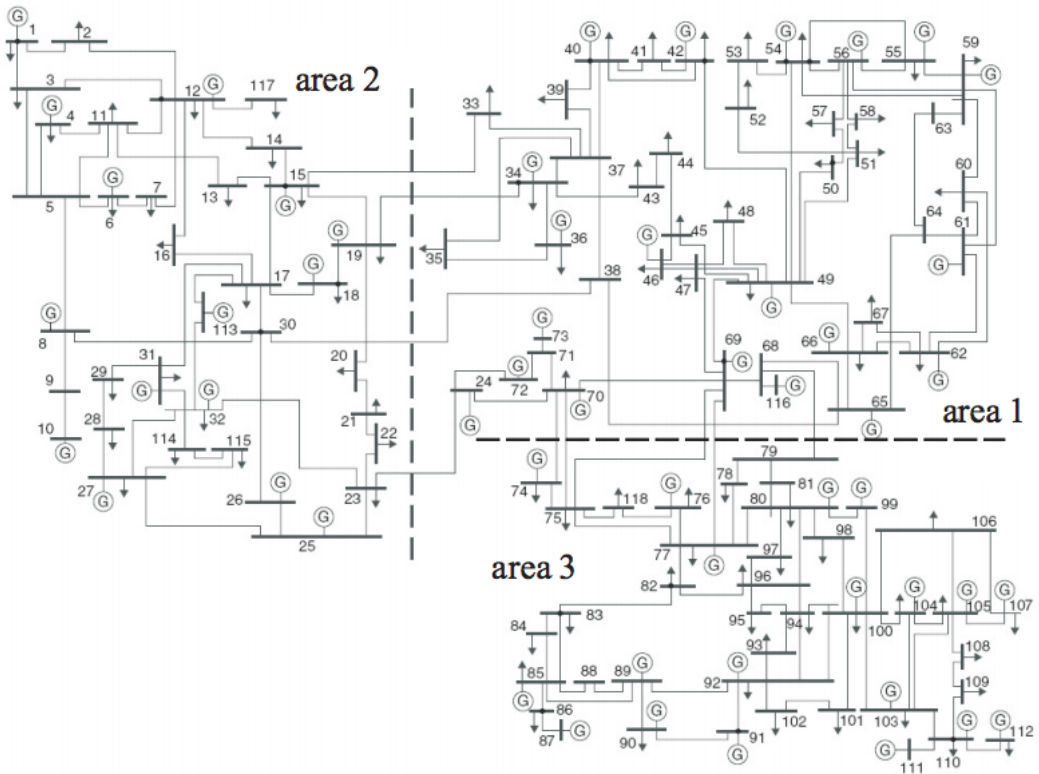 G G G G G 59
1 2 40 41 42 53 54 56 55
G
3 12 G 117 area 2 39 57 58 63
G 4 11 33 52
14 51
37 44 50 60
5 G 6 7 13 15 G 34 G 43 64 61
G 36 45 48
16 G 19 35 G 46 47 49 G
17 G 18 38 G
G 8 G 113 30 G 73 69 G 68 66 G 67 62 G
31 20 71
9 29 G 32 24 G 72 70 G 116 G 65 G area 1
28 21 22
10 G 114 115 G
27 G 26 G 23 G 74 118 G 76 78 79 81 G G 99
G 25 75 77 80 98 106
G 97
area 3 82 96 G G G G
83 95 94 100 104 105 107
84 93 108
85 88 89 G G 92 109
G 86 G 102 101 G 103 G G 112
87 G 90 91 G G 111 110